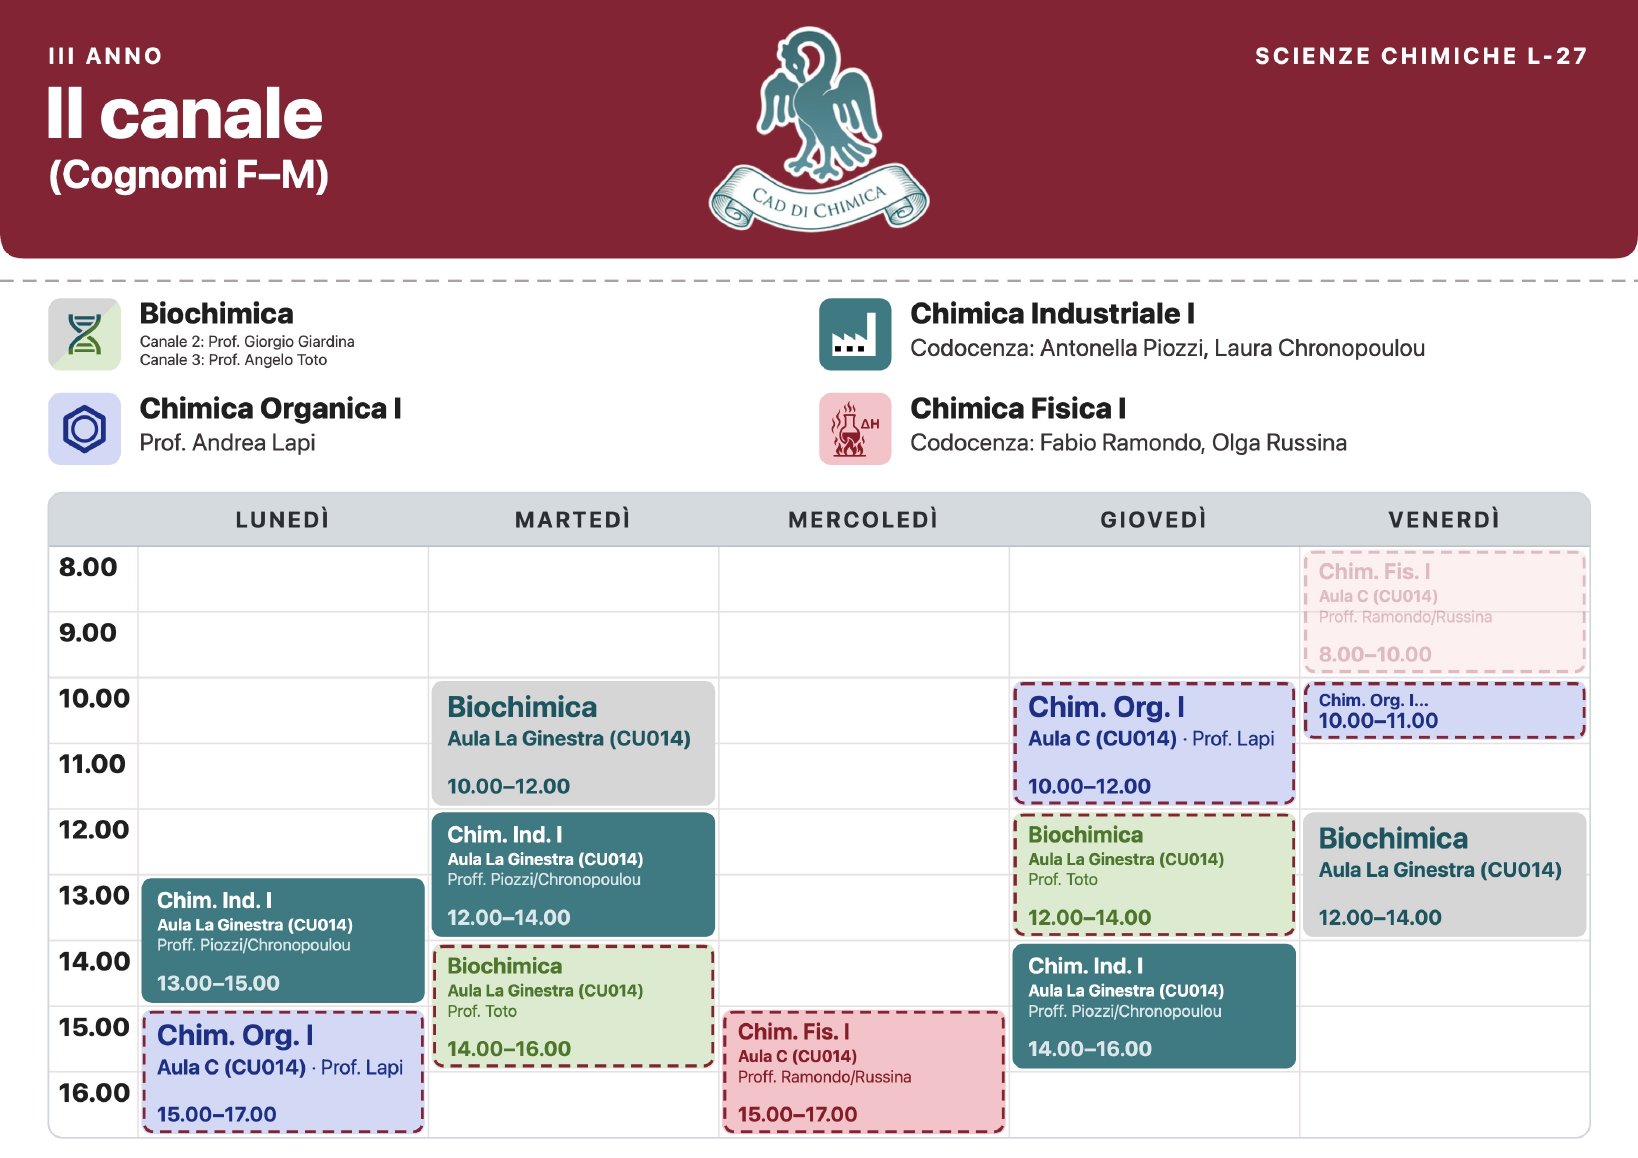 III ANNO
II canale
(Cognomi F–M)
CAD DI CHIMICA
SCIENZE CHIMICHE L-27
Biochimica
Canale 2: Prof. Giorgio Giardina
Canale 3: Prof. Angelo Toto
Chimica Industriale I
Codocenza: Antonella Piozzi, Laura Chronopoulou
Chimica Organica I
Prof. Andrea Lapi
ΔH
Chimica Fisica I
Codocenza: Fabio Ramondo, Olga Russina
LUNEDÌ
MARTEDÌ
MERCOLEDÌ
GIOVEDÌ
VENERDÌ
8.00
9.00
10.00
11.00
12.00
13.00
14.00
15.00
16.00
Chim. Ind. I
Aula La Ginestra (CU014)
Proff. Piozzi/Chronopoulou
13.00–15.00
Chim. Org. I
Aula C (CU014) · Prof. Lapi
15.00–17.00
Biochimica
Aula La Ginestra (CU014)
10.00–12.00
Chim. Ind. I
Aula La Ginestra (CU014)
Proff. Piozzi/Chronopoulou
12.00–14.00
Biochimica
Aula La Ginestra (CU014)
Prof. Toto
14.00–16.00
Chim. Fis. I
Aula C (CU014)
Proff. Ramondo/Russina
15.00–17.00
Chim. Org. I
Aula C (CU014) · Prof. Lapi
10.00–12.00
Biochimica
Aula La Ginestra (CU014)
Prof. Toto
12.00–14.00
Chim. Ind. I
Aula La Ginestra (CU014)
Proff. Piozzi/Chronopoulou
14.00–16.00
Chim. Fis. I
Aula C (CU014)
Proff. Ramondo/Russina
8.00–10.00
Chim. Org. I...
10.00–11.00
Biochimica
Aula La Ginestra (CU014)
12.00–14.00